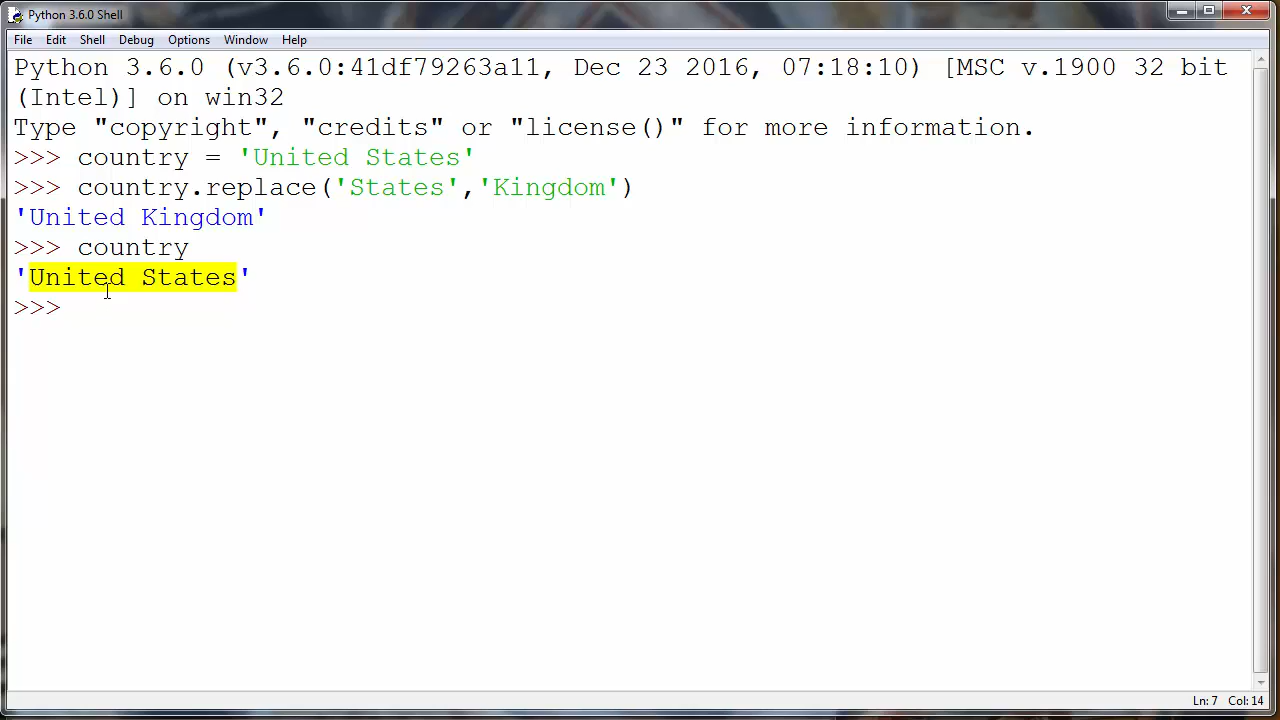 Python 3.6.0 Shell
File Edit Shell Debug Options Window Help
Python 3.6.0 (v3.6.0:41df79263a11, Dec 23 2016, 07:18:10) [MSC v.1900 32 bit
(Intel)] on win32
Type "copyright", "credits" or "license()" for more information.
>>> country = 'United States'
>>> country.replace('States','Kingdom')
'United Kingdom'
>>> country
'United States'
>>>
Ln: 7 Col: 14